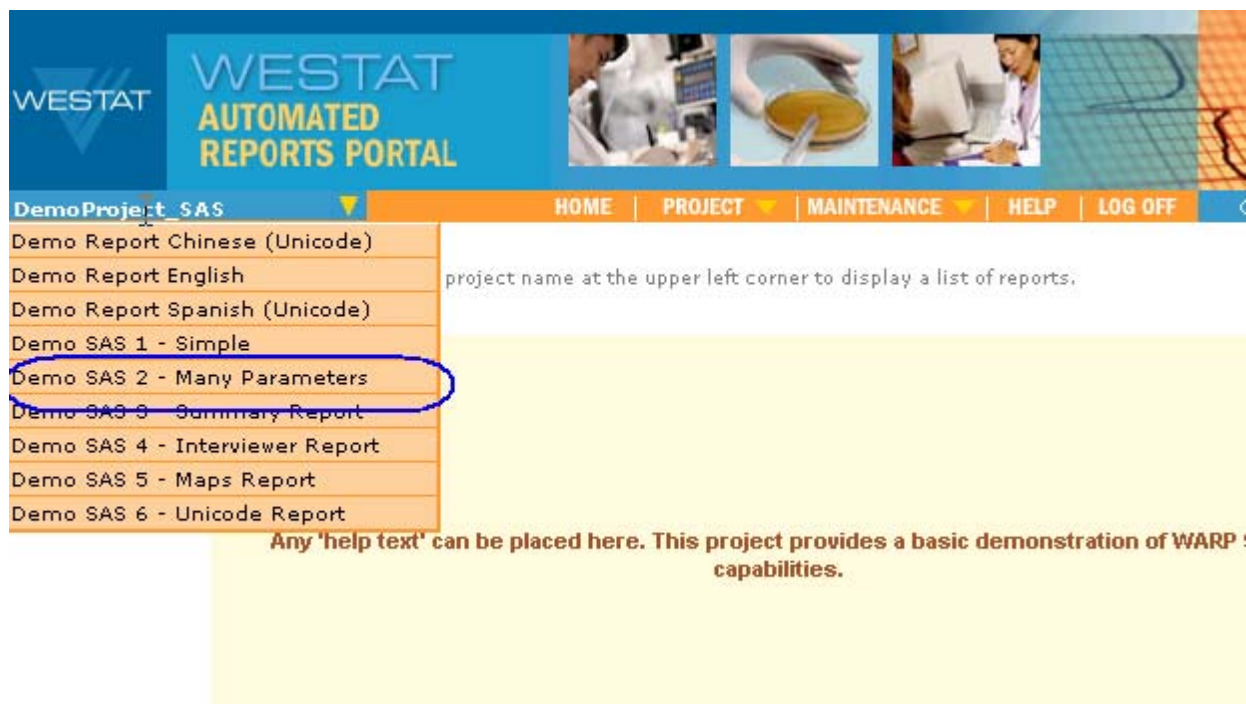 WESTAT
WESTAT
AUTOMATED
REPORTS PORTAL
DemoProject_SAS
HOME | PROJECT | MAINTENANCE | HELP | LOG OFF
Demo Report Chinese (Unicode)
Demo Report English
Demo Report Spanish (Unicode)
Demo SAS 1 - Simple
Demo SAS 2 - Many Parameters
Demo SAS 3 - Summary Report
Demo SAS 4 - Interviewer Report
Demo SAS 5 - Maps Report
Demo SAS 6 - Unicode Report
project name at the upper left corner to display a list of reports.
Any 'help text' can be placed here. This project provides a basic demonstration of WARP
capabilities.